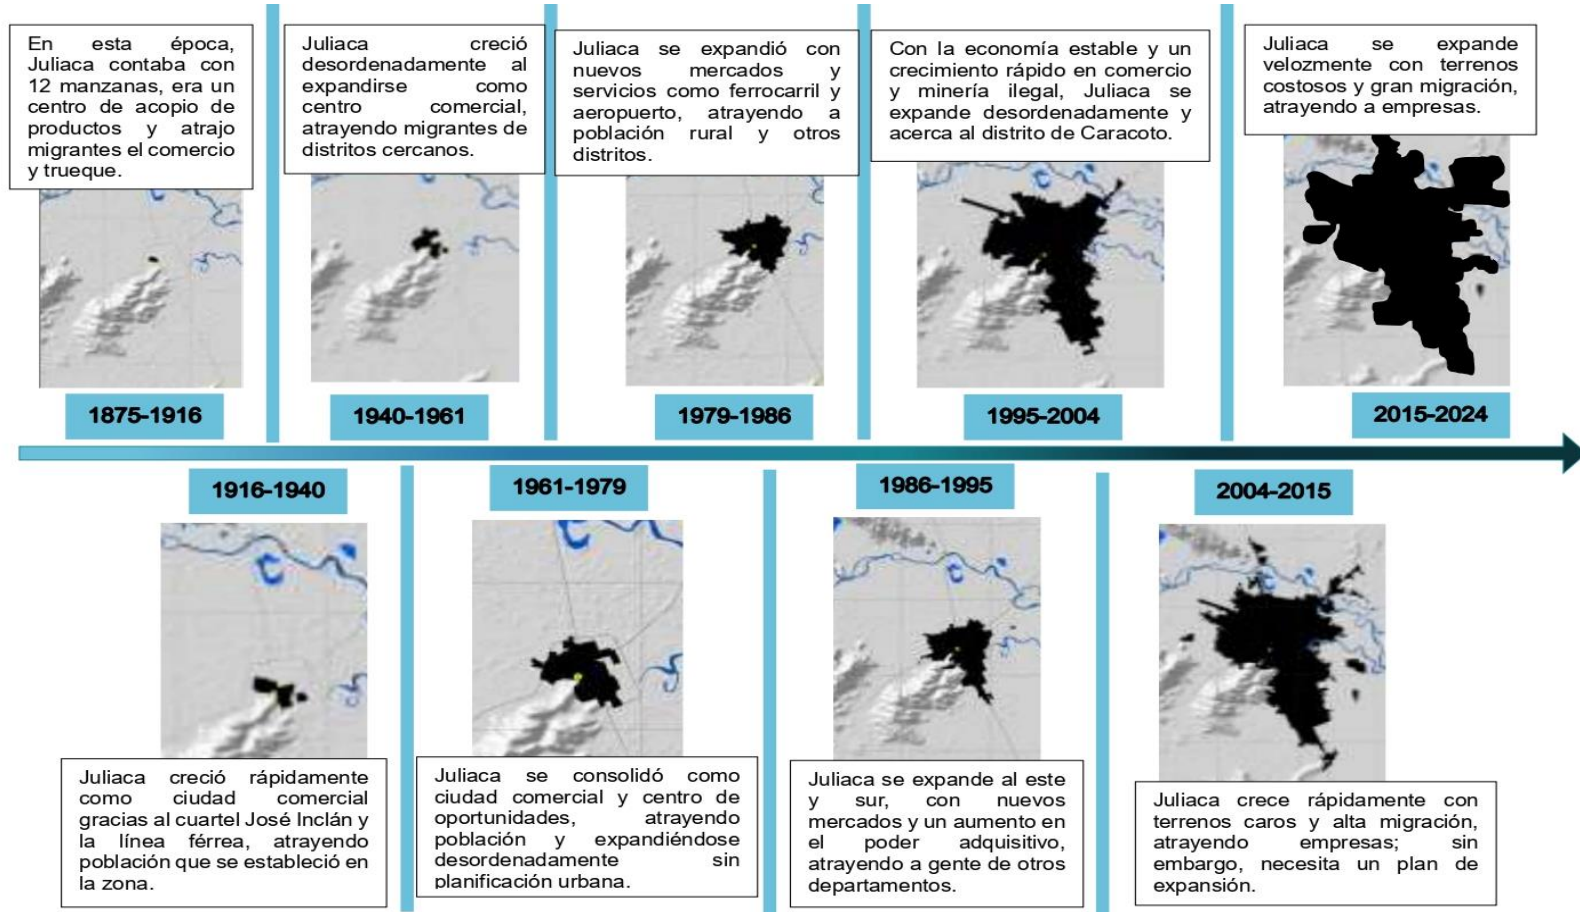 En esta época,
Juliaca contaba con
12 manzanas, era un
centro de acopio de
productos y atrajo
migrantes el comercio
y trueque.
1875-1916
1916-1940
Juliaca creció rápidamente
como ciudad comercial
gracias al cuartel José Inclán y
la línea férrea, atrayendo
población que se estableció en
la zona.
Juliaca creció
desordenadamente al
expandirse como
centro comercial,
atrayendo migrantes de
distritos cercanos.
1940-1961
1961-1979
Juliaca se consolidó como
ciudad comercial y centro de
oportunidades, atrayendo
población y expandiéndose
desordenadamente sin
planificación urbana.
Juliaca se expandió con
nuevos mercados y
servicios como ferrocarril y
aeropuerto, atrayendo a
población rural y otros
distritos.
1979-1986
1986-1995
Juliaca se expande al este
y sur, con nuevos
mercados y un aumento en
el poder adquisitivo,
atrayendo a gente de otros
departamentos.
Con la economía estable y un
crecimiento rápido en comercio
y minería ilegal, Juliaca se
expande desordenadamente y
acerca al distrito de Caracoto.
1995-2004
2004-2015
Juliaca crece rápidamente con
terrenos caros y alta migración,
atrayendo empresas; sin
embargo, necesita un plan de
expansión.
Juliaca se expande
velozmente con terrenos
costosos y gran migración,
atrayendo a empresas.
2015-2024